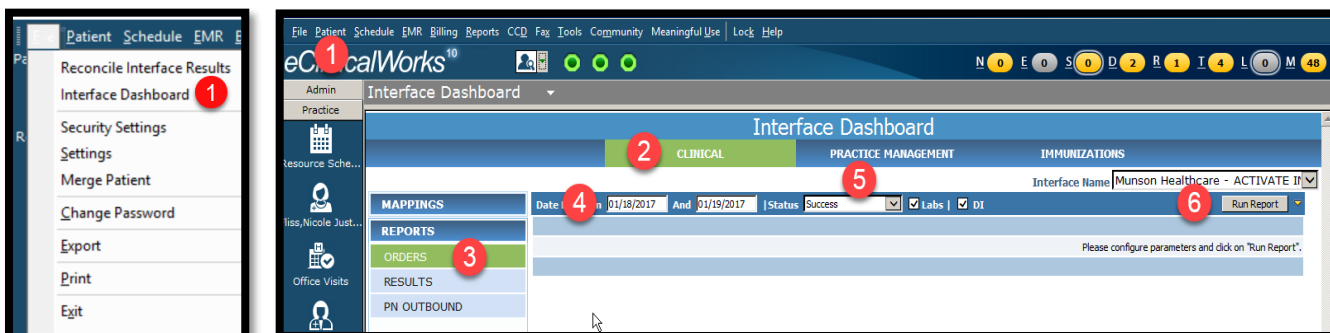 Patient Schedule EMR
Reconcile Interface Results
Interface Dashboard 1
Security Settings
Settings
Merge Patient
Change Password
Export
Print
Exit
File Patient Schedule EMR Billing Reports CCD Fax Tools Community Meaningful Use Lock Help
1
eClinicalWorks 10
N 0 E 0 S 0 D 2 R 1 T 4 L 0 M 48
Admin
Interface Dashboard
Practice
Interface Dashboard
2 CLINICAL PRACTICE MANAGEMENT IMMUNIZATIONS
Resource Sche...
Interface Name Munson Healthcare - ACTIVATE
5
MAPPINGS
Date 4 01/18/2017 And 01/19/2017 |Status Success Labs | DI 6 Run Report
liss,Nicole Just...
REPORTS
Please configure parameters and click on "Run Report".
ORDERS 3
Office Visits
RESULTS
PN OUTBOUND